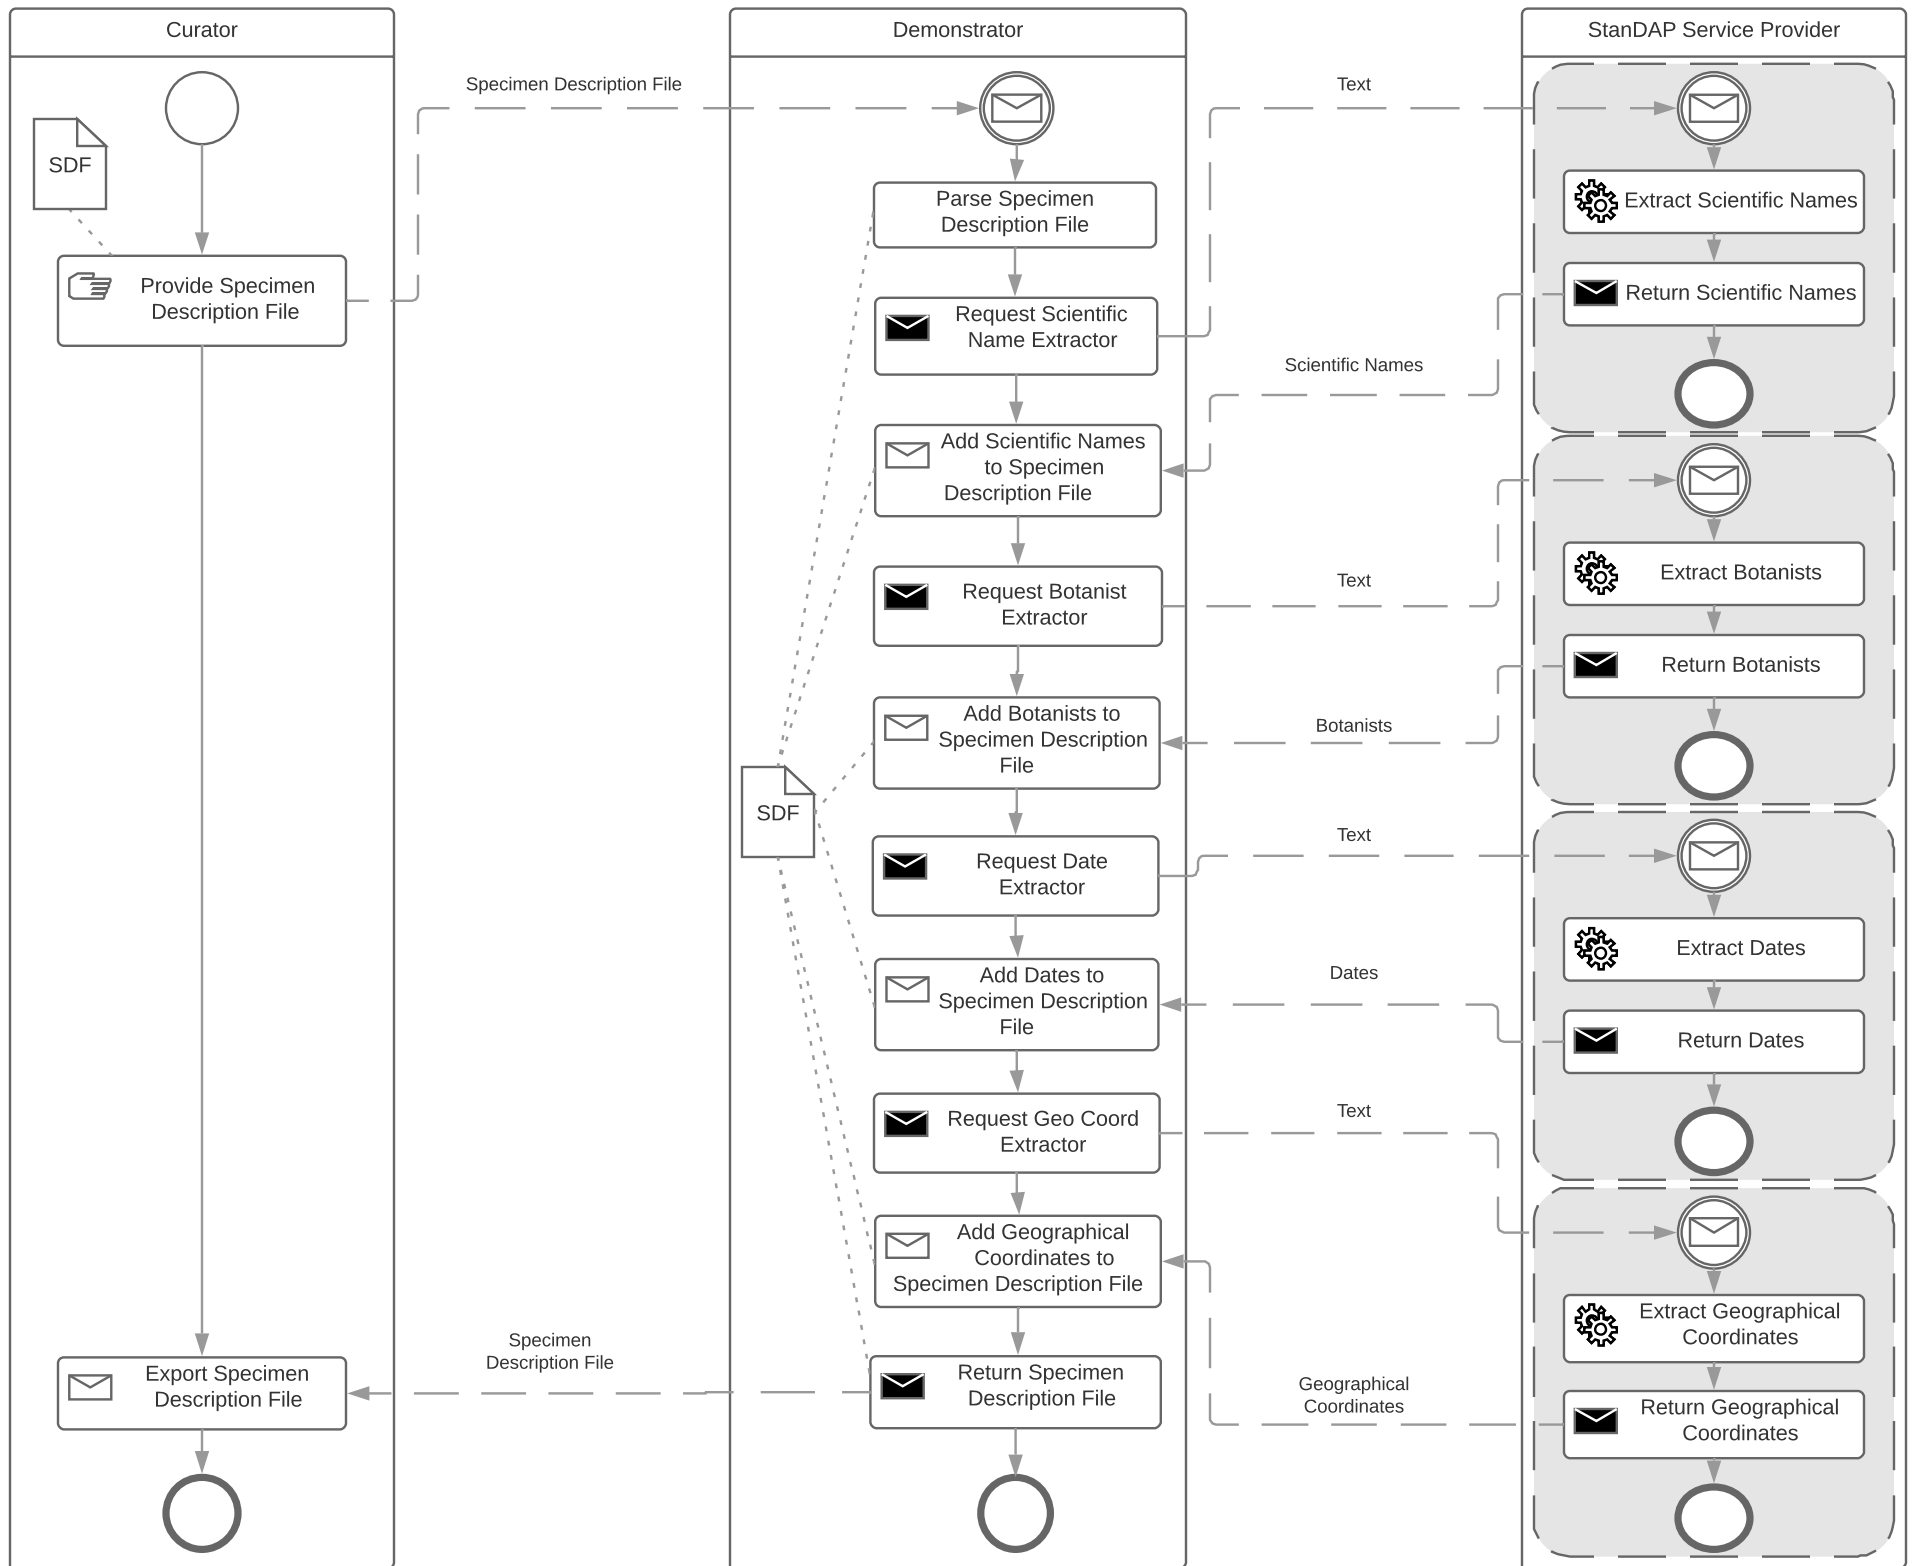 Curator
Demonstrator
StanDAP Service Provider
SDF
Provide Specimen
Description File
Export Specimen
Description File
Specimen Description File
Specimen
Description File
Parse Specimen
Description File
Request Scientific
Name Extractor
Add Scientific Names
to Specimen
Description File
Request Botanist
Extractor
Add Botanists to
Specimen Description
File
SDF
Request Date
Extractor
Add Dates to
Specimen Description
File
Request Geo Coord
Extractor
Add Geographical
Coordinates to
Specimen Description File
Return Specimen
Description File
Text
Scientific Names
Text
Botanists
Text
Dates
Text
Geographical
Coordinates
Extract Scientific Names
Return Scientific Names
Extract Botanists
Return Botanists
Extract Dates
Return Dates
Extract Geographical
Coordinates
Return Geographical
Coordinates